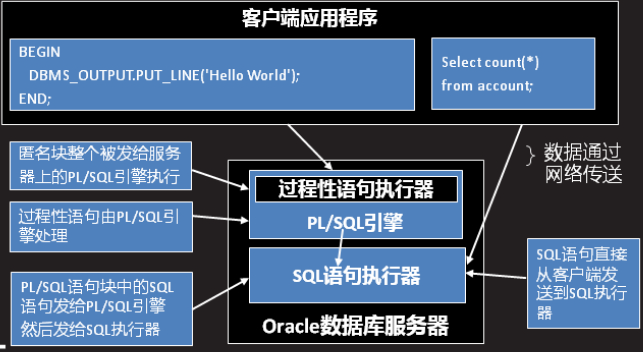 客户端应用程序
BEGIN
DBMS_OUTPUT.PUT_LINE('Hello World');
END;
Select count(*)
from account;
匿名块整个被发给服务
器上的PL/SQL引擎执行
过程性语句由PL/SQL引
擎处理
PL/SQL语句块中的SQL
语句发给PL/SQL引擎
然后发给SQL执行器
过程性语句执行器
PL/SQL引擎
SQL语句执行器
Oracle数据库服务器
}数据通过
网络传送
SQL语句直接
从客户端发
送到SQL执行
器